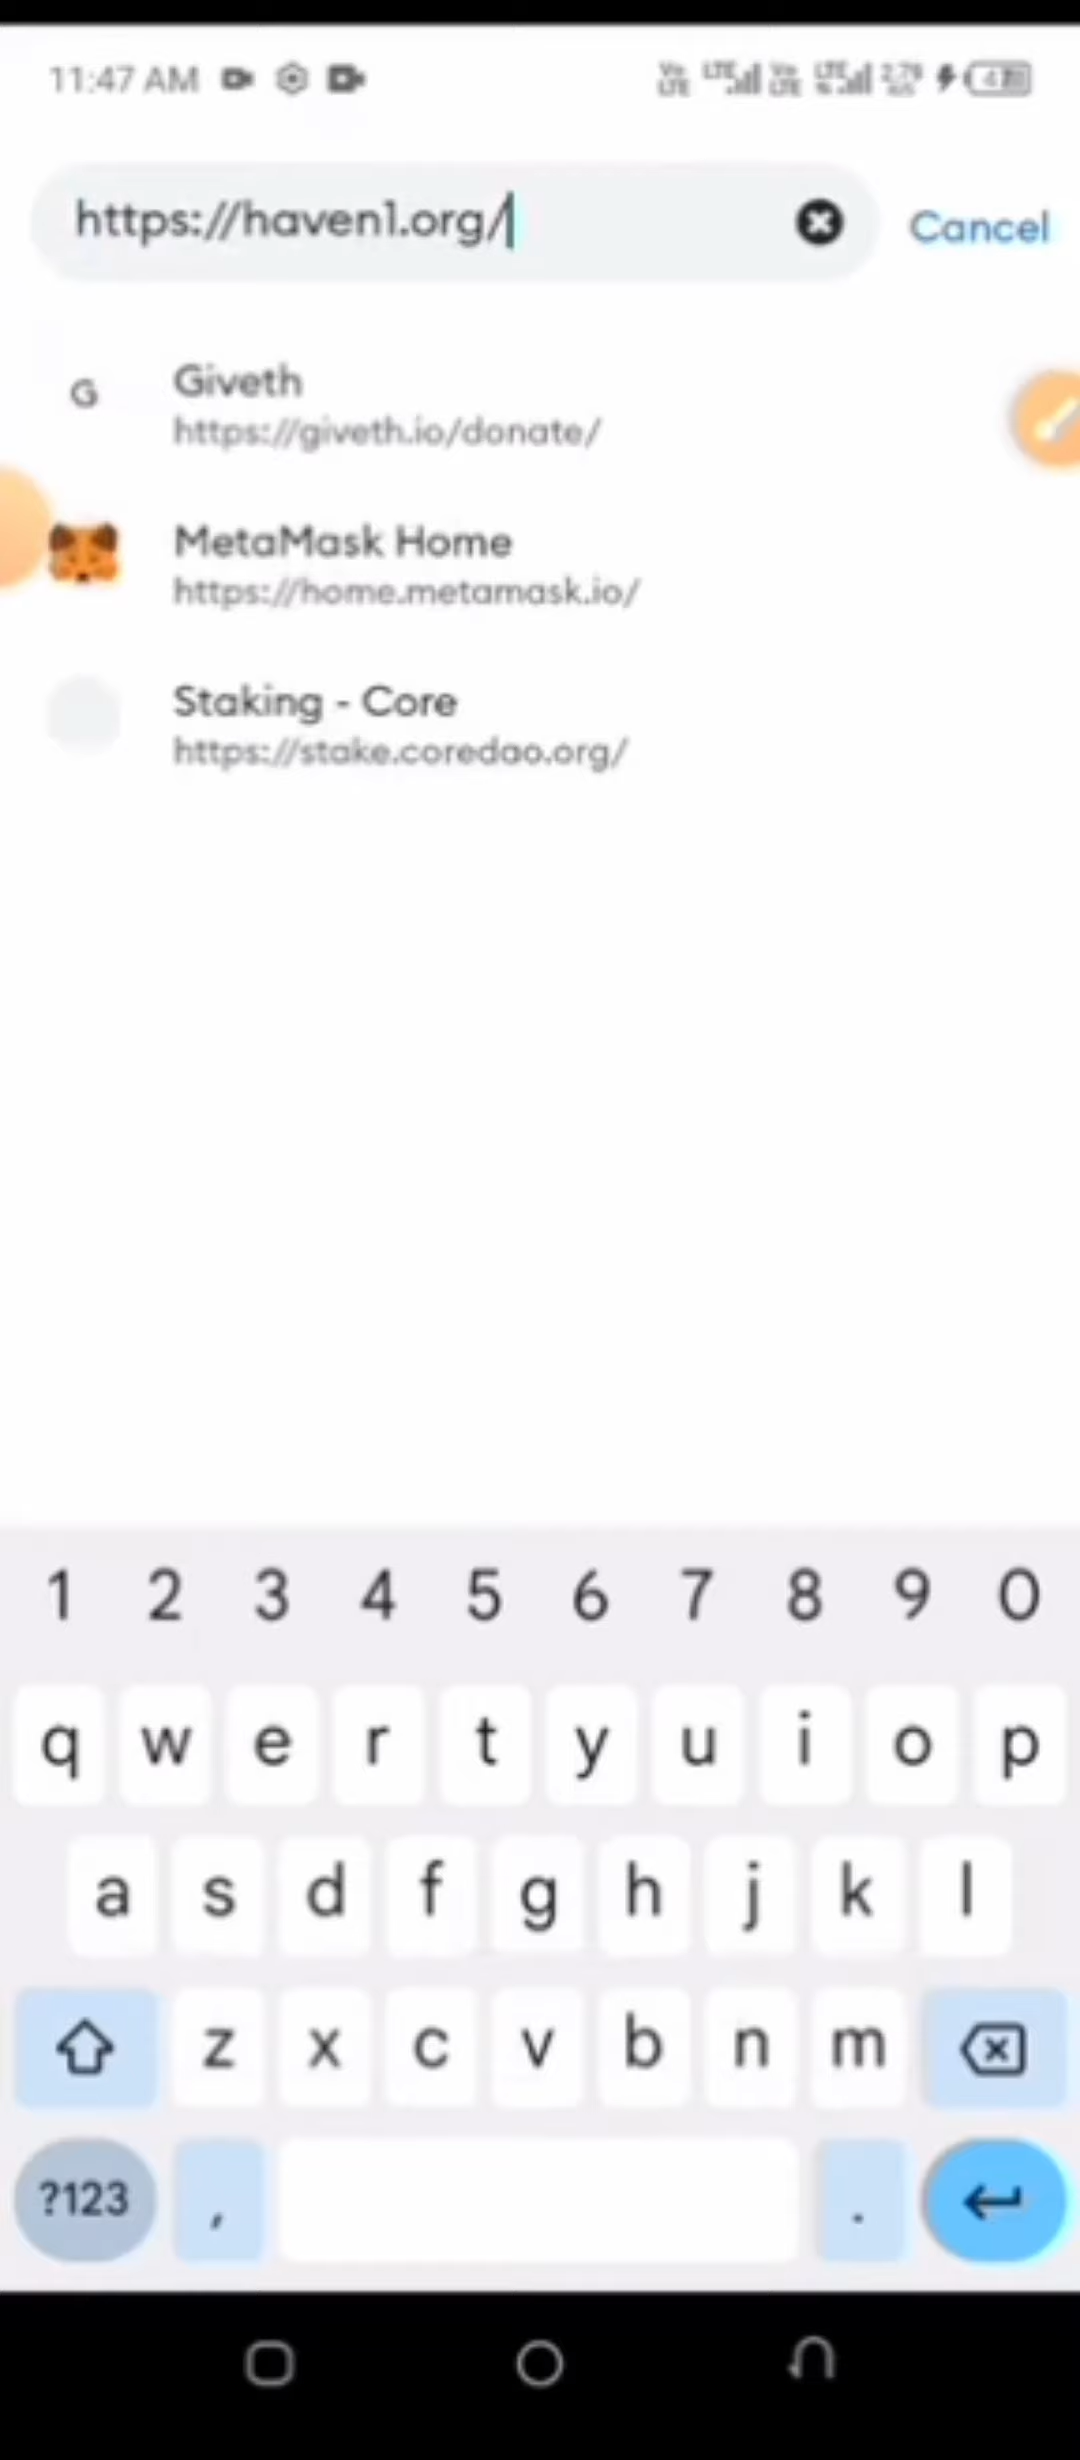 11:47 AM
https://haven1.org/
Cancel
G
Giveth
https://giveth.io/donate/
MetaMask Home
https://home.metamask.io/
Staking - Core
https://stake.coredao.org/
1 2 3 4 5 6 7 8 9 0
q w e r t y u i o p
a s d f g h j k l
z x c v b n m
?123 , .